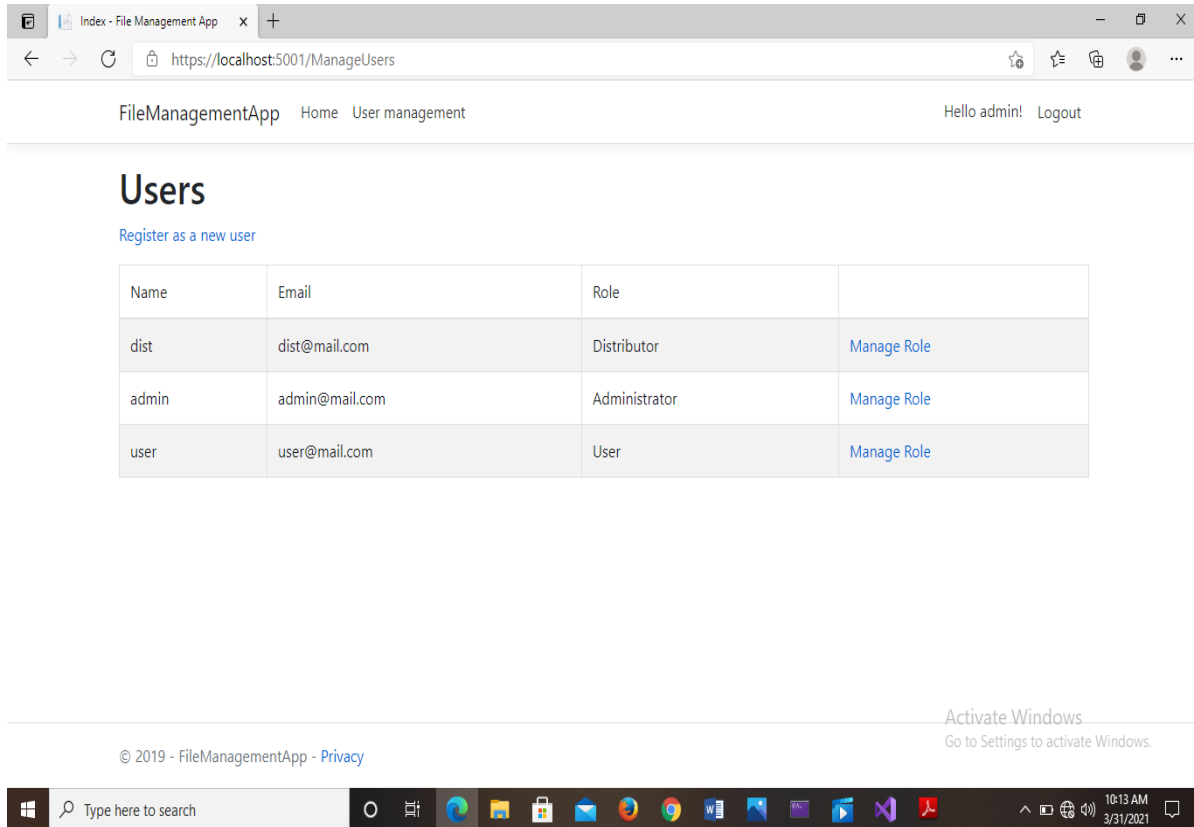 Index - File Management App
https://localhost:5001/ManageUsers
FileManagementApp Home User management Hello admin! Logout
Users
Register as a new user
Name Email Role
dist dist@mail.com Distributor Manage Role
admin admin@mail.com Administrator Manage Role
user user@mail.com User Manage Role
Activate Windows
Go to Settings to activate Windows.
© 2019 - FileManagementApp - Privacy
Type here to search
10:13 AM
3/31/2021